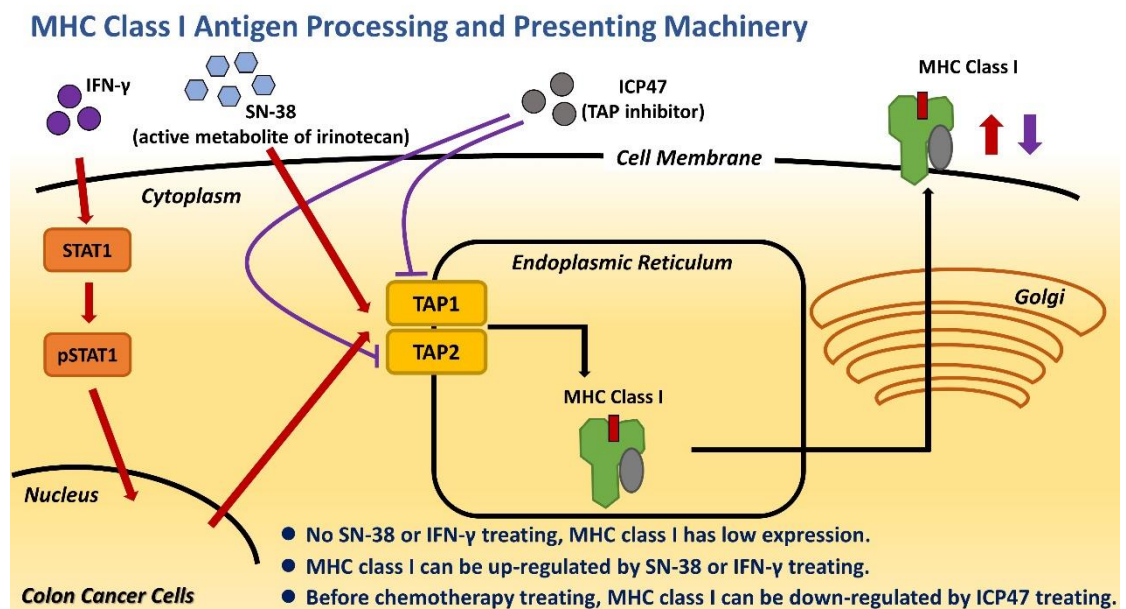 MHC Class I Antigen Processing and Presenting Machinery
IFN-γ
SN-38
(active metabolite of irinotecan)
ICP47
(TAP inhibitor)
MHC Class I
Cell Membrane
Cytoplasm
STAT1
pSTAT1
Endoplasmic Reticulum
TAP1
TAP2
MHC Class I
Golgi
Nucleus
● No SN-38 or IFN-γ treating, MHC class I has low expression.
● MHC class I can be up-regulated by SN-38 or IFN-γ treating.
● Before chemotherapy treating, MHC class I can be down-regulated by ICP47 treating.
Colon Cancer Cells